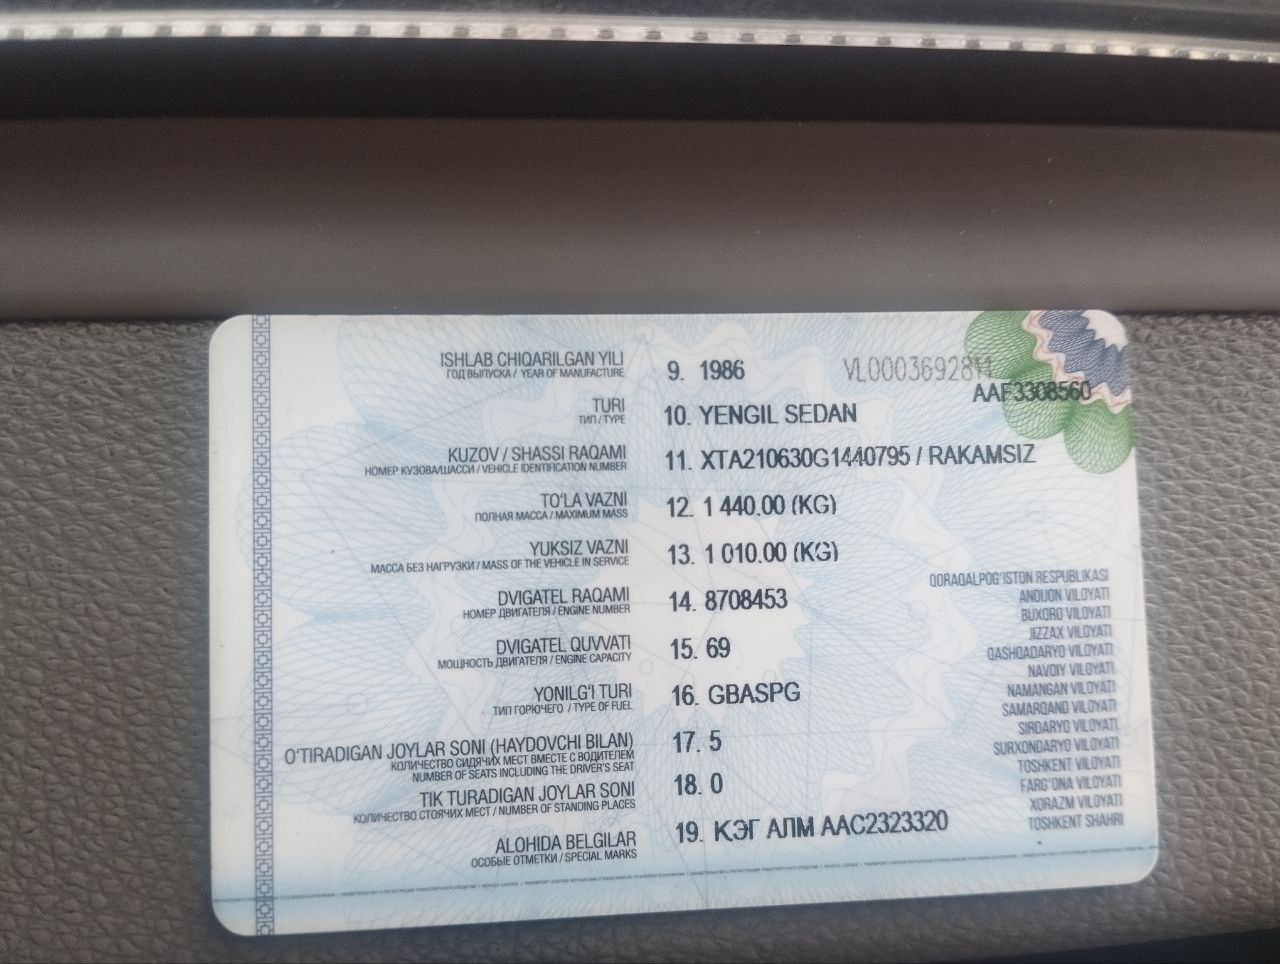 ISHLAB CHIQARILGAN YILI
ГОД ВЫПУСКА / YEAR OF MANUFACTURE
9. 1986
VL00036928
AAF3308560
TURI
ТИП / TYPE
10. YENGIL SEDAN
KUZOV / SHASSI RAQAMI
НОМЕР КУЗОВА/ШАССИ / VEHICLE IDENTIFICATION NUMBER
11. XTA210630G1440795 / RAKAMSIZ
TO'LA VAZNI
ПОЛНАЯ МАССА / MAXIMUM MASS
12. 1 440.00 (KG)
YUKSIZ VAZNI
МАССА БЕЗ НАГРУЗКИ / MASS OF THE VEHICLE IN SERVICE
13. 1 010.00 (KG)
DVIGATEL RAQAMI
НОМЕР ДВИГАТЕЛЯ / ENGINE NUMBER
14. 8708453
DVIGATEL QUVVATI
МОЩНОСТЬ ДВИГАТЕЛЯ / ENGINE CAPACITY
15. 69
YONILG'I TURI
ТИП ГОРЮЧЕГО / TYPE OF FUEL
16. GBASPG
O'TIRADIGAN JOYLAR SONI (HAYDOVCHI BILAN)
КОЛИЧЕСТВО СИДЯЧИХ МЕСТ ВМЕСТЕ С ВОДИТЕЛЕМ
NUMBER OF SEATS INCLUDING THE DRIVER'S SEAT
17. 5
TIK TURADIGAN JOYLAR SONI
КОЛИЧЕСТВО СТОЯЧИХ МЕСТ / NUMBER OF STANDING PLACES
18. 0
ALOHIDA BELGILAR
ОСОБЫЕ ОТМЕТКИ / SPECIAL MARKS
19. КЭГ АЛМ ААС2323320
QORAQALPOG'ISTON RESPUBLIKASI
ANDIJON VILOYATI
BUXORO VILOYATI
JIZZAX VILOYATI
QASHQADARYO VILOYATI
NAVOIY VILOYATI
NAMANGAN VILOYATI
SAMARQAND VILOYATI
SIRDARYO VILOYATI
SURXONDARYO VILOYATI
TOSHKENT VILOYATI
FARG'ONA VILOYATI
XORAZM VILOYATI
TOSHKENT SHAHRI